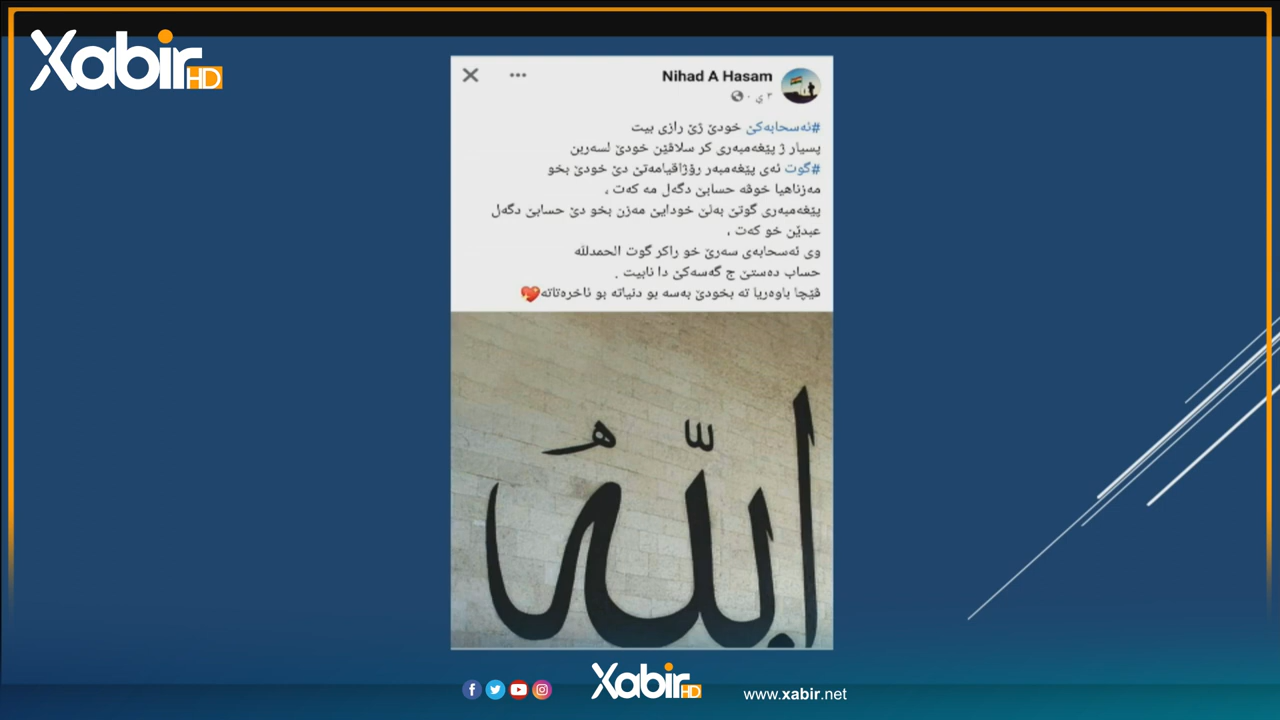 Xabir HD
Nihad A Hasam
٣ ی ·
#ئەسحابەکێ خودێ ژێ رازی بیت
پسیار ژ پێغەمبەری کر سلاڤێن خودێ لسەربن
#گوت ئەی پێغەمبەر رۆژاقیامەتێ دێ خودێ بخو
مەزناهیا خوڤە حسابێ دگەل مە کەت ،
پێغەمبەری گوتێ بەلێ خودایێ مەزن بخو دێ حسابێ دگەل
عبدێن خو کەت ،
وی ئەسحابەی سەرێ خو راکر گوت الحمدلله
حساب دەستێ ج گەسەکێ دا نابیت .
ڤێچا باوەریا تە بخودێ بەسە بو دنیاتە بو ئاخرەتاتە💖
الله
Xabir HD
www.xabir.net